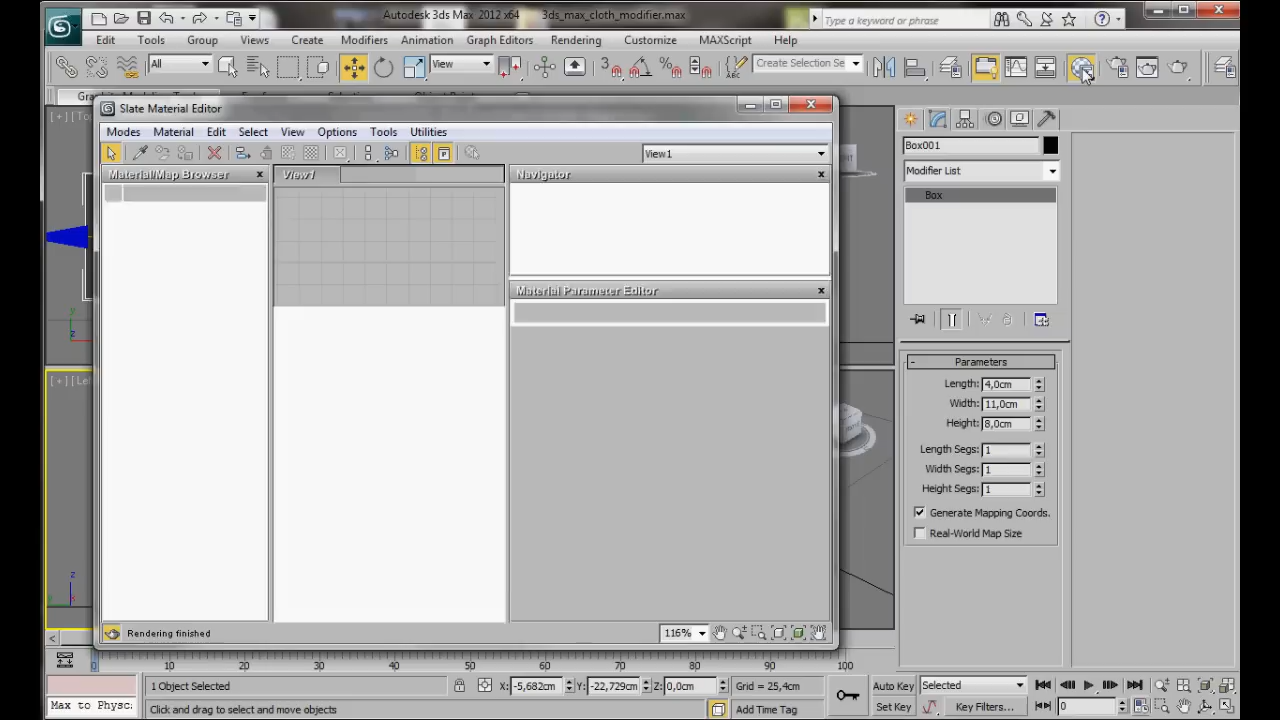 Autodesk 3ds Max 2012 x64    3ds_max_cloth_modifier.max    Type a keyword or phrase
Edit Tools Group Views Create Modifiers Animation Graph Editors Rendering Customize MAXScript Help
All View 3 Create Selection Se
Slate Material Editor
Modes Material Edit Select View Options Tools Utilities
View1
Material/Map Browser View1 Navigator
Material Parameter Editor
Rendering finished 116%
Box001
Modifier List
Box
- Parameters
Length: 4,0cm
Width: 11,0cm
Height: 8,0cm
Length Segs: 1
Width Segs: 1
Height Segs: 1
Generate Mapping Coords.
Real-World Map Size
0 10 20 30 40 50 60 70 80 90 100
1 Object Selected X: -5,682cm Y: -22,729cm Z: 0,0cm Grid = 25,4cm Auto Key Selected
Max to Physc: Click and drag to select and move objects Add Time Tag Set Key Key Filters... 0